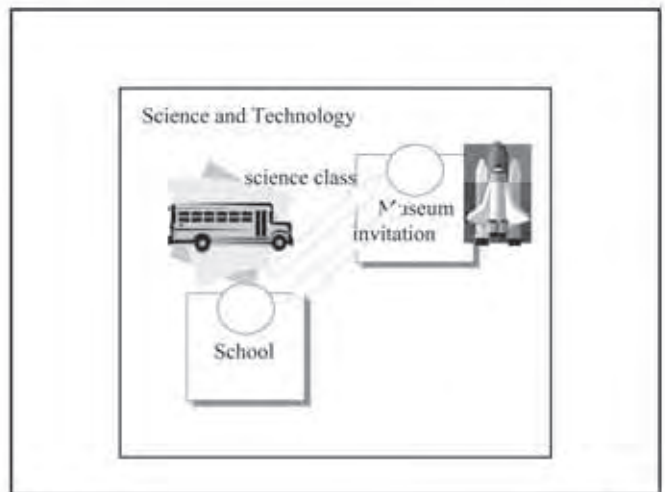 Science and Technology
science class
Museum
invitation
School